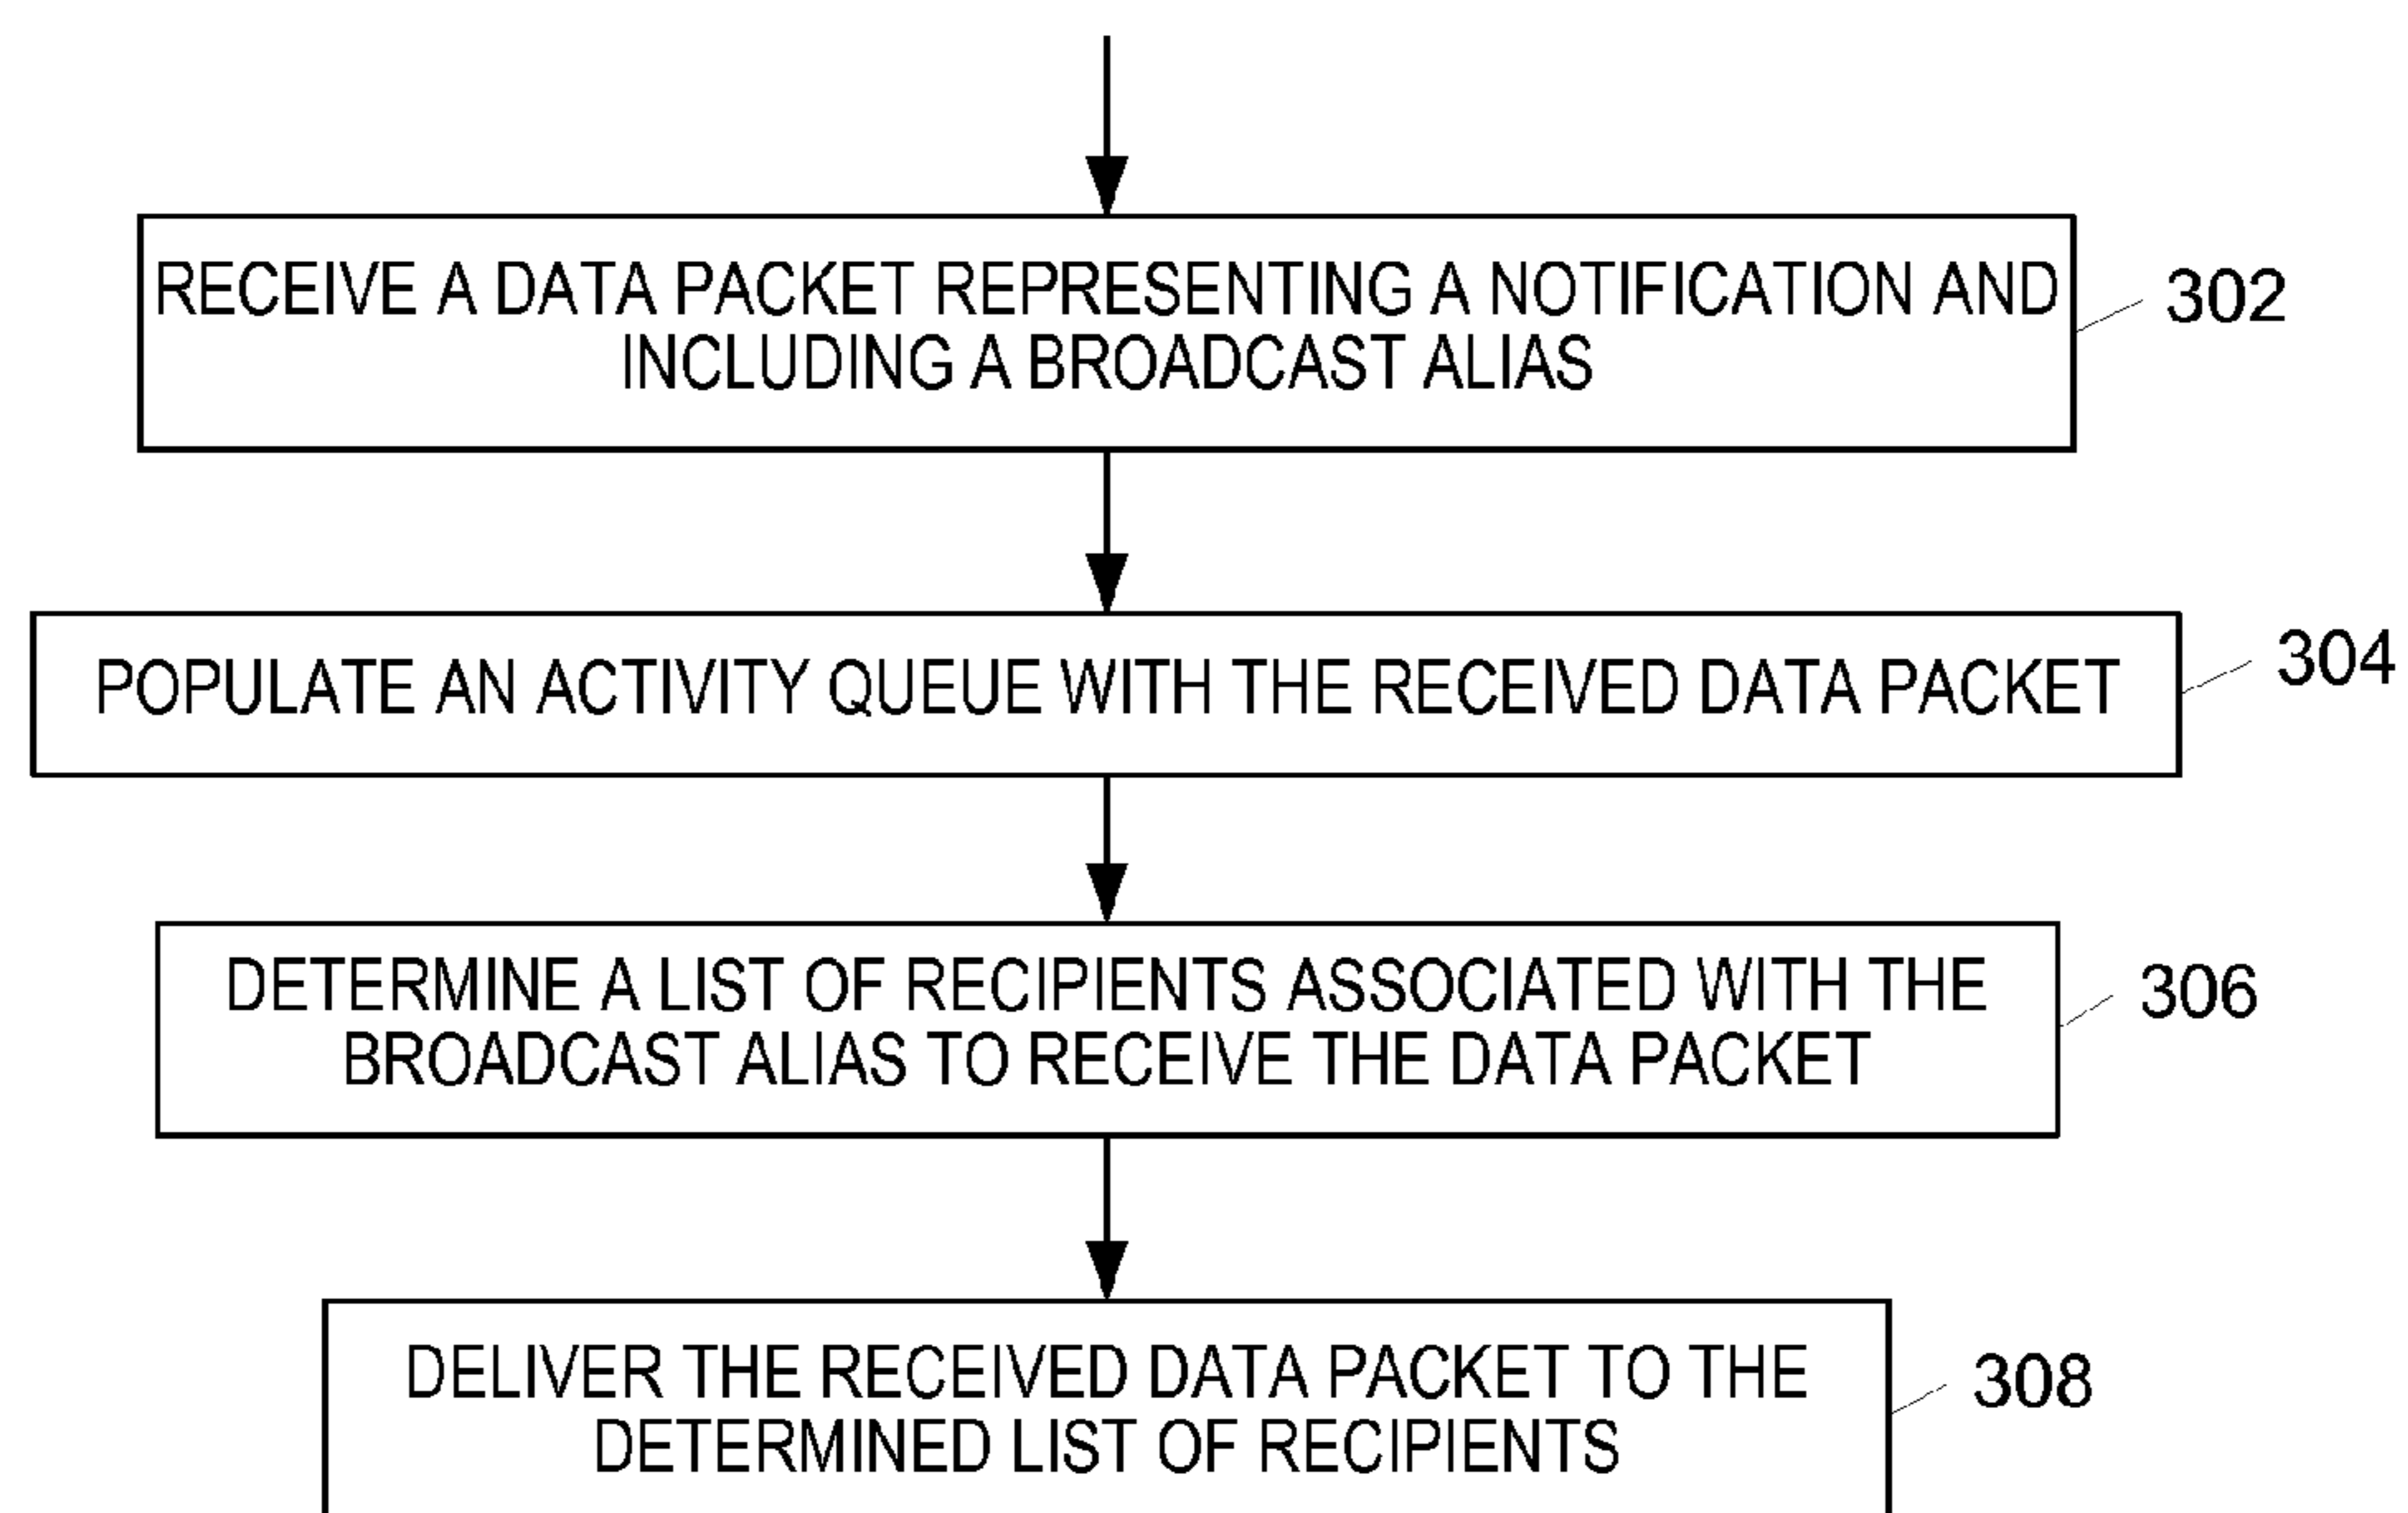 RECEIVE A DATA PACKET REPRESENTING A NOTIFICATION AND
INCLUDING A BROADCAST ALIAS
302
POPULATE AN ACTIVITY QUEUE WITH THE RECEIVED DATA PACKET
304
DETERMINE A LIST OF RECIPIENTS ASSOCIATED WITH THE
BROADCAST ALIAS TO RECEIVE THE DATA PACKET
306
DELIVER THE RECEIVED DATA PACKET TO THE
DETERMINED LIST OF RECIPIENTS
308